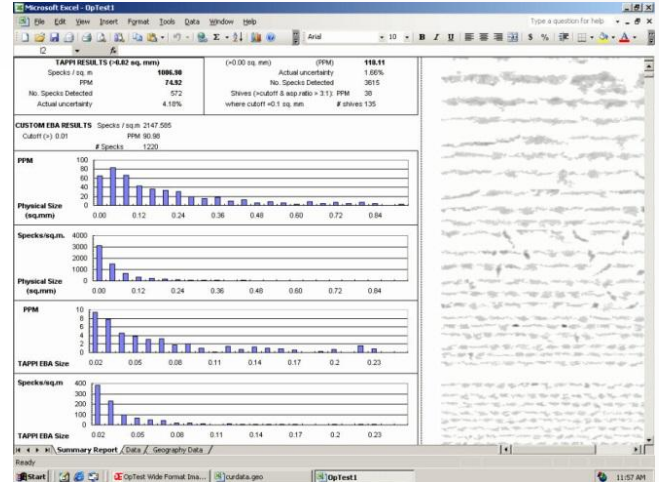 Microsoft Excel - OpTest1
File Edit View Insert Format Tools Data Window Help Type a question for help
Arial 10 B I U $ %
I2 fx
TAPPI RESULTS (>0.02 sq. mm) (>0.00 sq. mm) (PPM) 118.11
Specks / sq. m 1006.98 Actual uncertainty 1.66%
PPM 74.92 No. Specks Detected 3615
No. Specks Detected 572 Shives (>cutoff & asp.ratio > 3:1): PPM 38
Actual uncertainty 4.18% where cutoff =0.1 sq. mm # shives 135
CUSTOM EBA RESULTS Specks / sq.m 2147.585
Cutoff (>) 0.01 PPM 90.98
# Specks 1220
PPM 100
80
60
40
20
Physical Size 0
(sq.mm) 0.00 0.12 0.24 0.36 0.48 0.60 0.72 0.84
Specks/sq.m. 4000
3000
2000
1000
Physical Size 0
(sq.mm) 0.00 0.12 0.24 0.36 0.48 0.60 0.72 0.84
PPM 10
8
6
4
2
0
TAPPI EBA Size 0.02 0.05 0.08 0.11 0.14 0.17 0.2 0.23
Specks/sq.m 400
300
200
100
0
TAPPI EBA Size 0.02 0.05 0.08 0.11 0.14 0.17 0.2 0.23
Summary Report / Data / Geography Data /
Ready
Start OpTest Wide Format Ima... curdata.geo OpTest1 11:57 AM